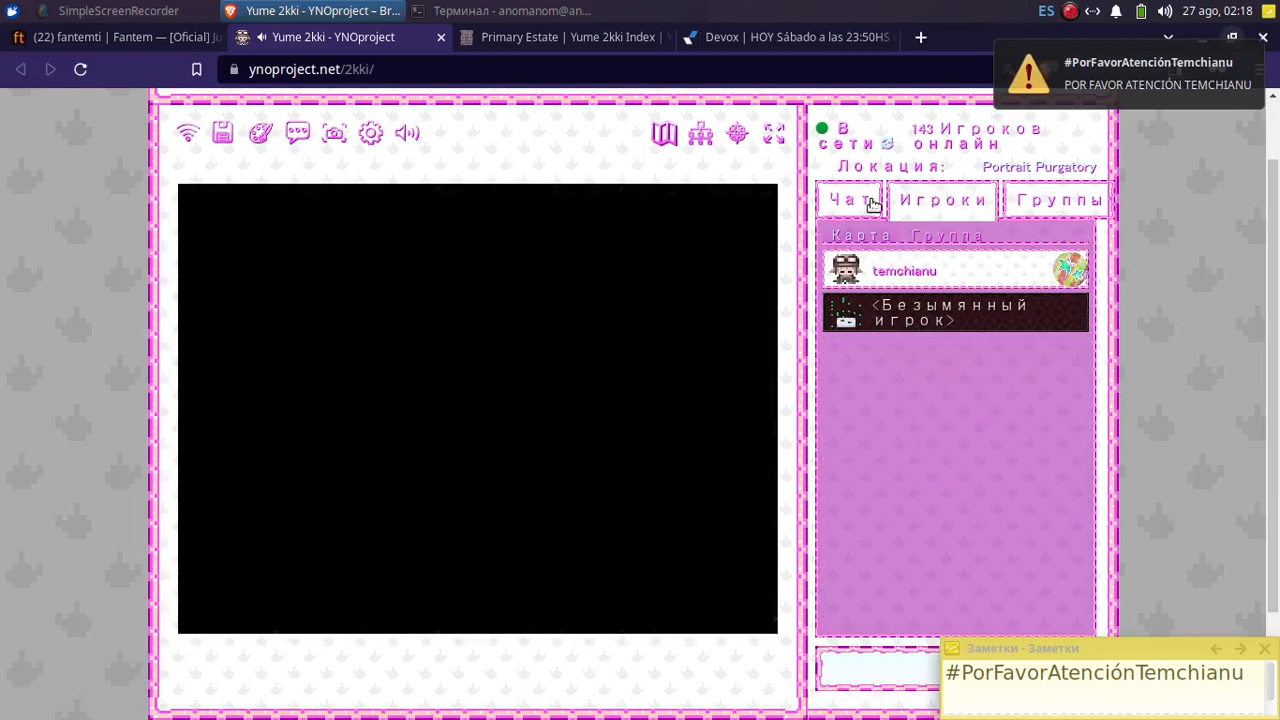 SimpleScreenRecorder
Yume 2kki - YNOproject – Br...
Терминал - anomanom@an...
ES
27 ago, 02:18
(22) fantemti | Fantem — [Oficial] Ju
Yume 2kki - YNOproject
Primary Estate | Yume 2kki Index |
Devox | HOY Sábado a las 23:50HS
ynoproject.net/2kki/
#PorFavorAtenciónTemchianu
POR FAVOR ATENCIÓN TEMCHIANU
В сети
143 Игроков онлайн
Локация: Portrait Purgatory
Чат
Игроки
Группы
Карта Группа
temchianu
<Безымянный
игрок>
Заметки - Заметки
#PorFavorAtenciónTemchianu